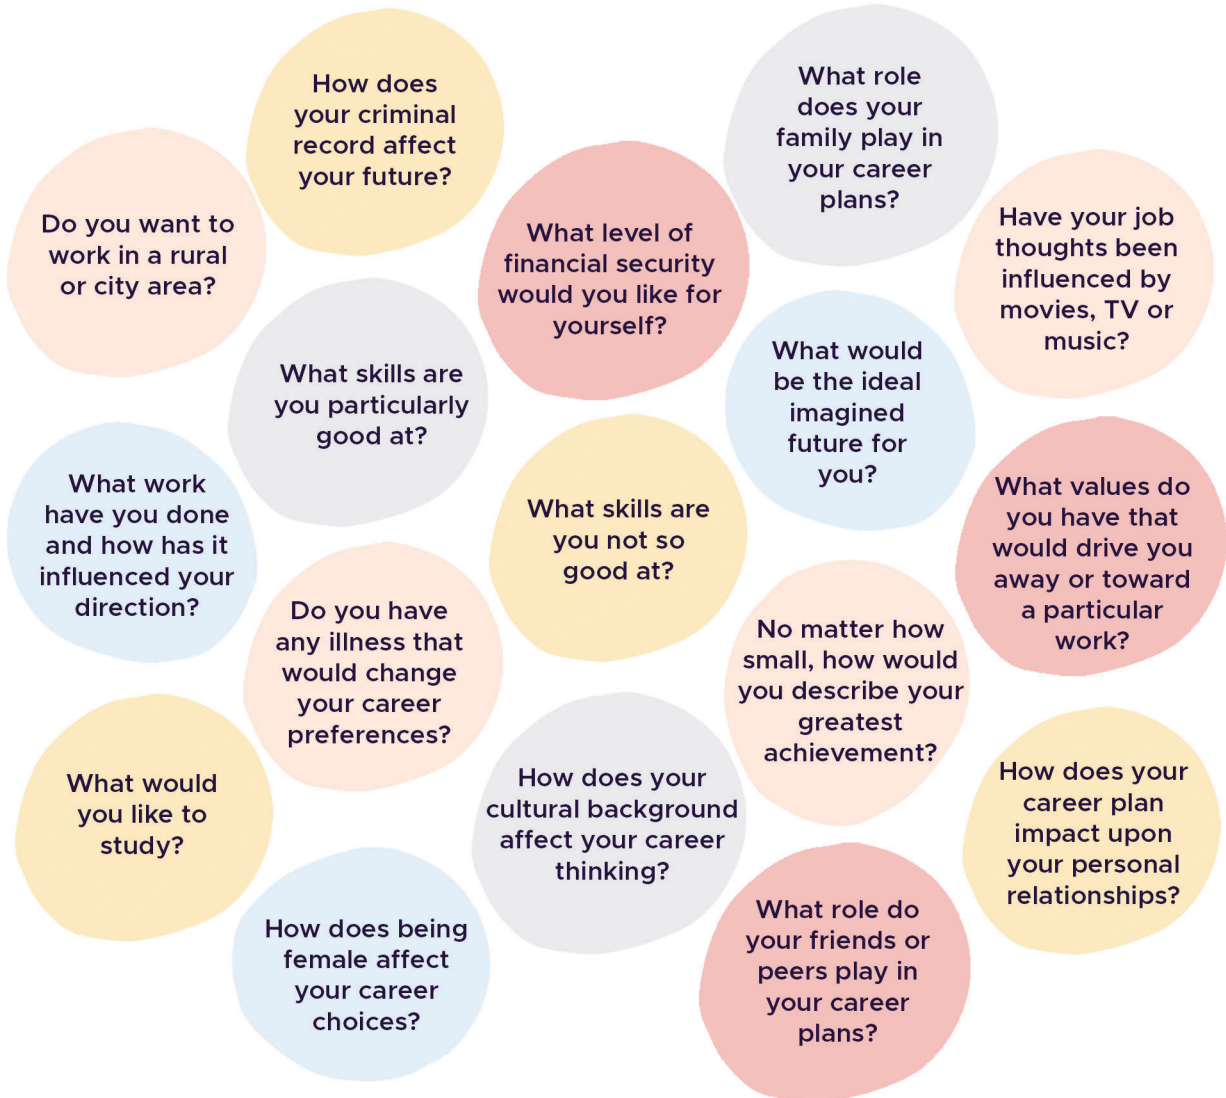 How does
your criminal
record affect
your future?
What role
does your
family play in
your career
plans?
Do you want to
work in a rural
or city area?
What level of
financial security
would you like for
yourself?
Have your job
thoughts been
influenced by
movies, TV or
music?
What skills are
you particularly
good at?
What would
be the ideal
imagined
future for
you?
What work
have you done
and how has it
influenced your
direction?
What skills are
you not so
good at?
What values do
you have that
would drive you
away or toward
a particular
work?
Do you have
any illness that
would change
your career
preferences?
No matter how
small, how would
you describe your
greatest
achievement?
What would
you like to
study?
How does your
cultural background
affect your career
thinking?
How does your
career plan
impact upon
your personal
relationships?
How does being
female affect
your career
choices?
What role do
your friends or
peers play in
your career
plans?